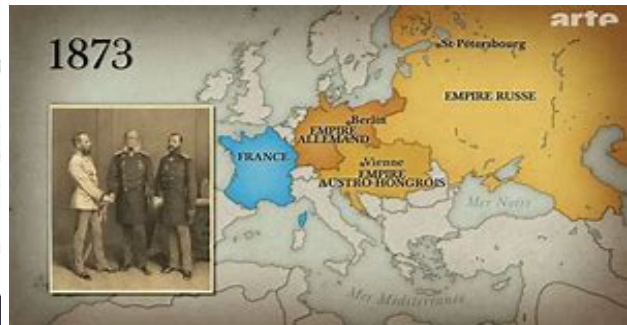 arte
1873
St-Pétersbourg
EMPIRE RUSSE
Berlin
EMPIRE
ALLEMAND
FRANCE
Vienne
EMPIRE
AUSTRO-HONGROIS
Mer Noire
Mer Méditerranée